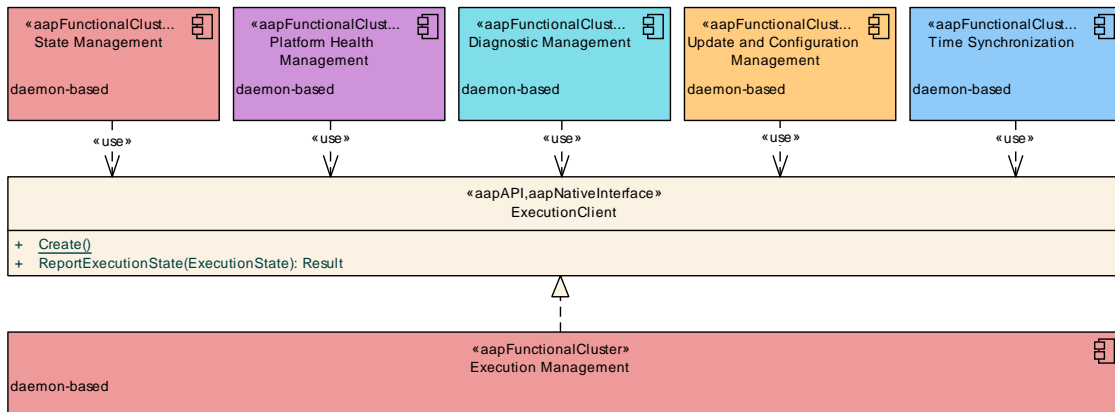 «aapFunctionalClust...
State Management
daemon-based
«aapFunctionalClust...
Platform Health
Management
daemon-based
«aapFunctionalClust...
Diagnostic Management
daemon-based
«aapFunctionalClust...
Update and Configuration
Management
daemon-based
«aapFunctionalClust...
Time Synchronization
daemon-based
«use»
«use»
«use»
«use»
«use»
«aapAPI,aapNativeInterface»
ExecutionClient
+ Create()
+ ReportExecutionState(ExecutionState): Result
«aapFunctionalCluster»
Execution Management
daemon-based